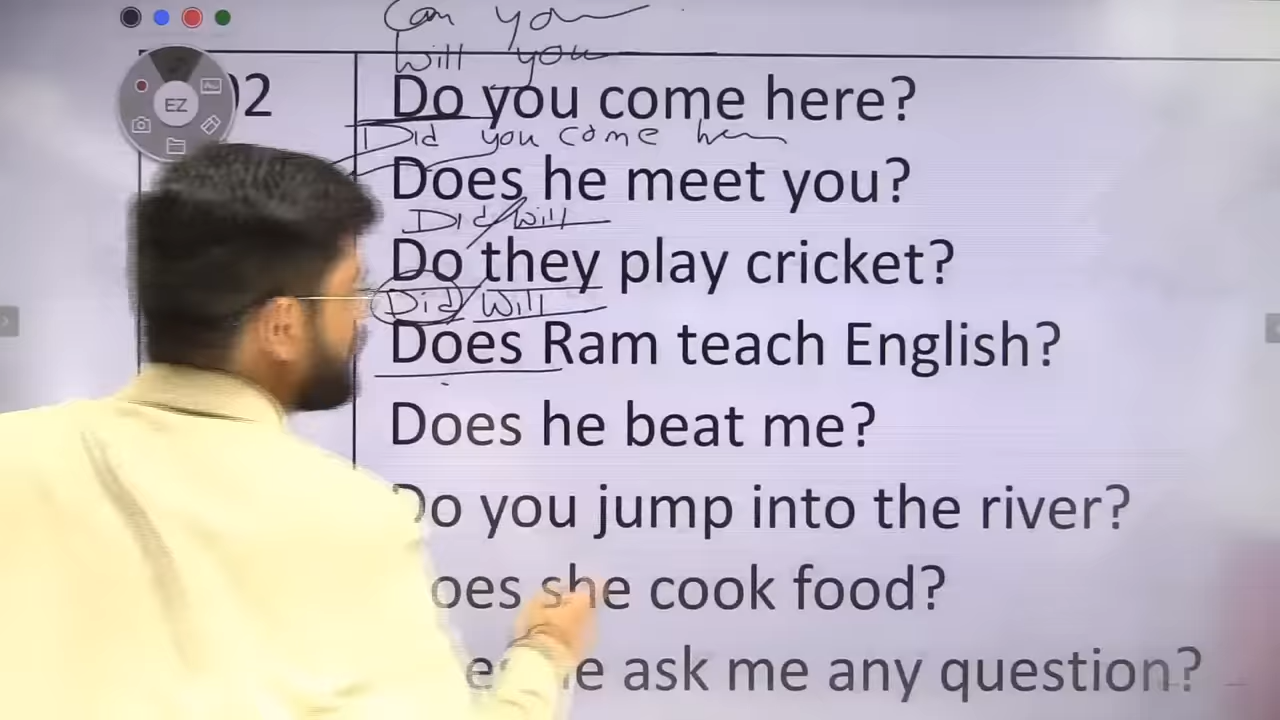 Can you
Will you
02
EZ
Do you come here?
Did you come
Does he meet you?
Did/Will
Do they play cricket?
Did/Will
Does Ram teach English?
Does he beat me?
Do you jump into the river?
oes she cook food?
ask me any question?